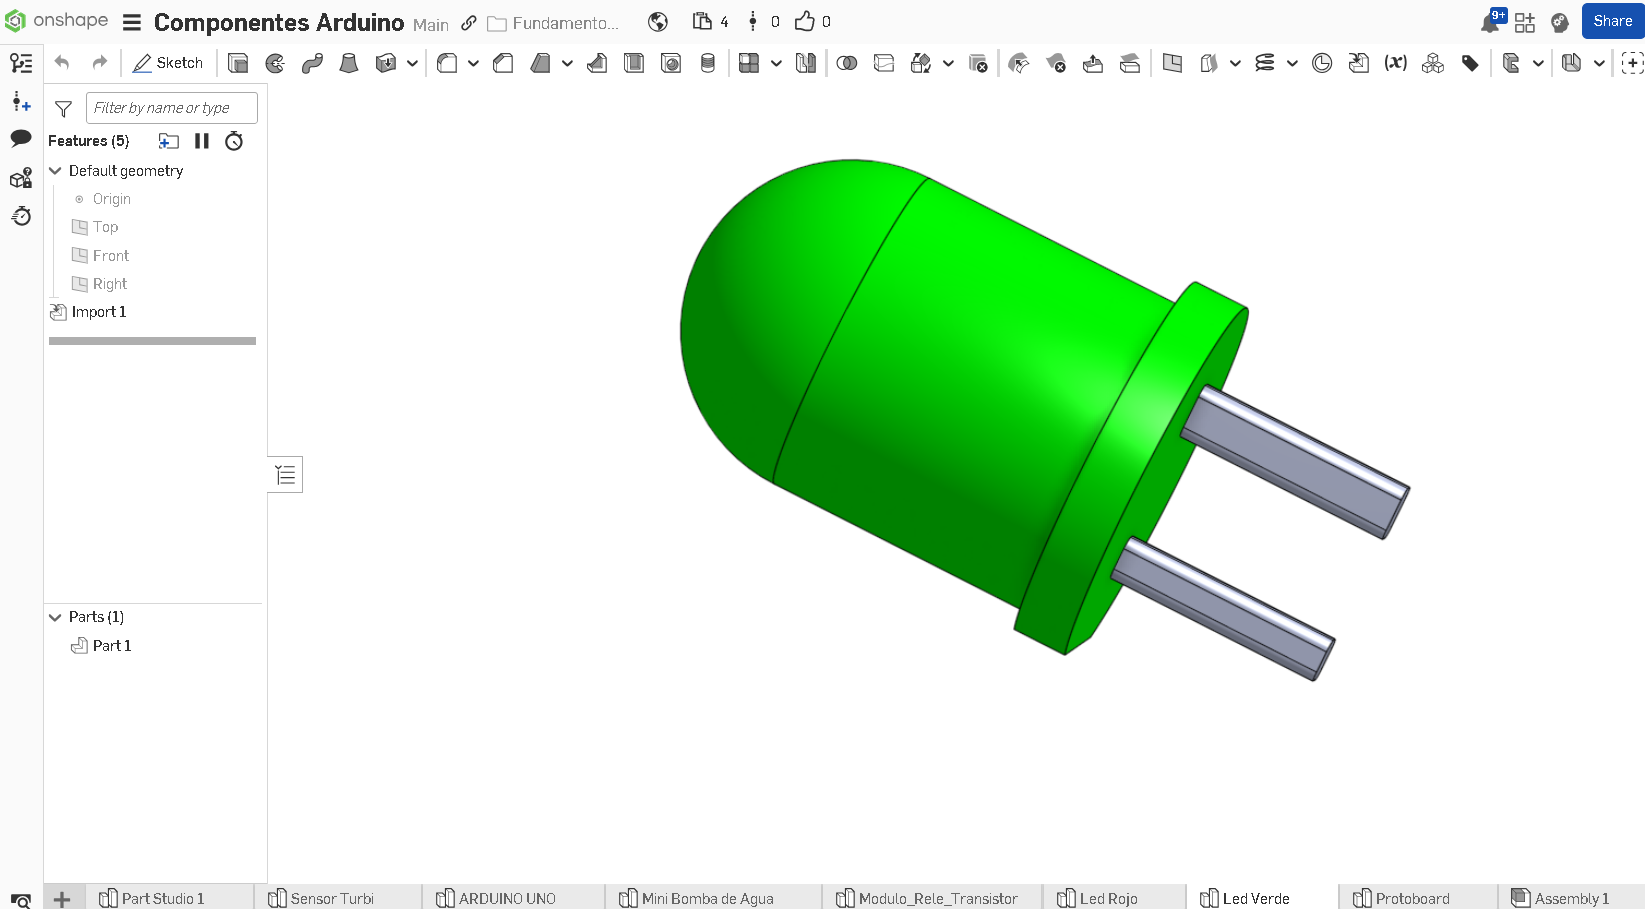 onshape Componentes Arduino Main Fundamento... 4 0 0 9+ Share
Sketch (x)
Filter by name or type
Features (5)
Default geometry
Origin
Top
Front
Right
Import 1
Parts (1)
Part 1
Part Studio 1 Sensor Turbi ARDUINO UNO Mini Bomba de Agua Modulo_Rele_Transistor Led Rojo Led Verde Protoboard Assembly 1